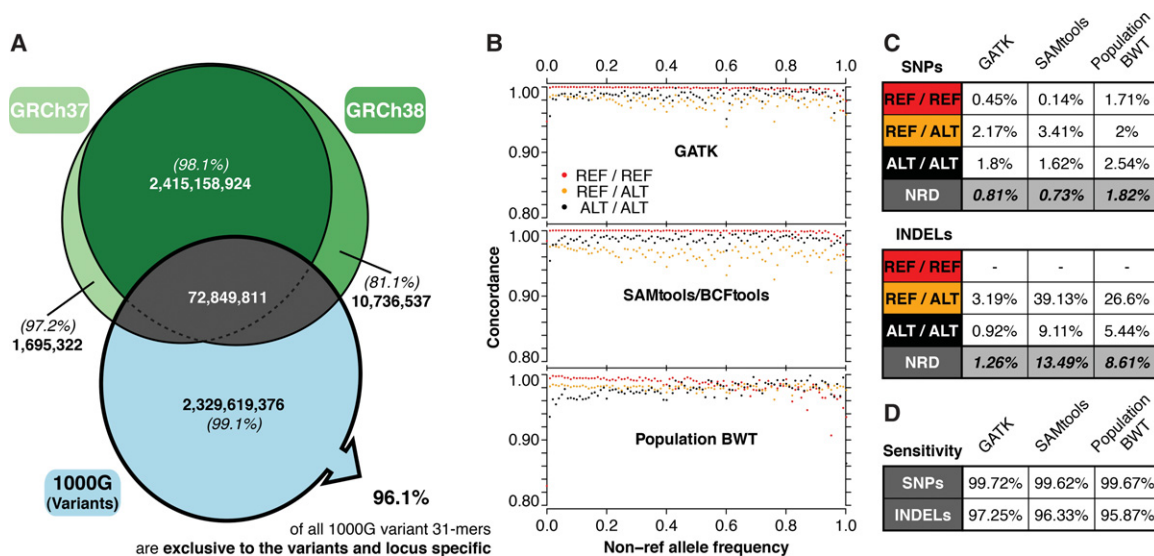 A
GRCh37
GRCh38
(98.1%)
2,415,158,924
72,849,811
(81.1%)
10,736,537
(97.2%)
1,695,322
2,329,619,376
(99.1%)
1000G
(Variants)
96.1%
of all 1000G variant 31-mers
are exclusive to the variants and locus specific
B
0.0 0.2 0.4 0.6 0.8 1.0
1.00
0.90
0.80
GATK
REF / REF
REF / ALT
ALT / ALT
1.00
0.90
0.80
SAMtools/BCFtools
1.00
0.90
0.80
Population BWT
Concordance
0.0 0.2 0.4 0.6 0.8 1.0
Non-ref allele frequency
C
SNPs GATK SAMtools Population BWT
REF / REF 0.45% 0.14% 1.71%
REF / ALT 2.17% 3.41% 2%
ALT / ALT 1.8% 1.62% 2.54%
NRD 0.81% 0.73% 1.82%
INDELs
REF / REF - - -
REF / ALT 3.19% 39.13% 26.6%
ALT / ALT 0.92% 9.11% 5.44%
NRD 1.26% 13.49% 8.61%
D
Sensitivity GATK SAMtools Population BWT
SNPs 99.72% 99.62% 99.67%
INDELs 97.25% 96.33% 95.87%